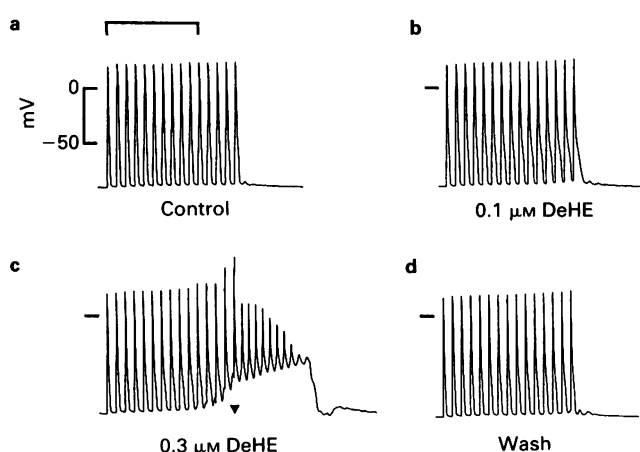 a
b
0
mV
−50
Control
0.1 μM DeHE
c
d
0.3 μM DeHE
Wash